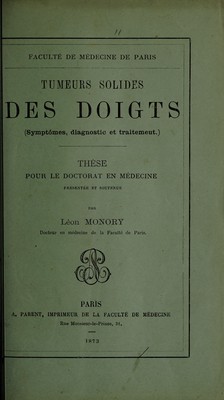 FACULTÉ DE MÉDECINE DE PARIS
TUMEURS SOLIDES
DES DOIGTS
(Symptômes, diagnostic et traitement.)
THÈSE
POUR LE DOCTORAT EN MÉDECINE
PRÉSENTÉE ET SOUTENUE
PAR
Léon MONORY
Docteur en médecine de la Faculté de Paris.
PARIS
A. PARENT, IMPRIMEUR DE LA FACULTÉ DE MÉDECINE
Rue Monsieur-le-Prince, 31.
1872